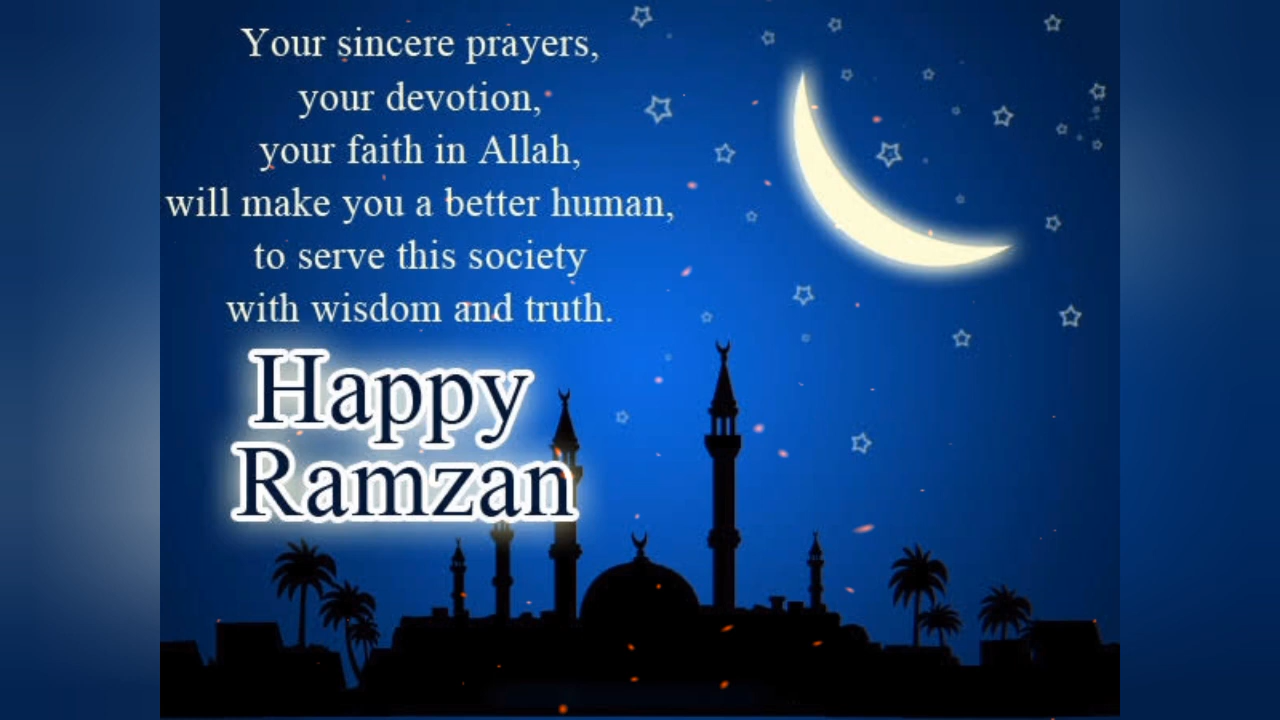 Your sincere prayers,
your devotion,
your faith in Allah,
will make you a better human,
to serve this society
with wisdom and truth.
Happy
Ramzan